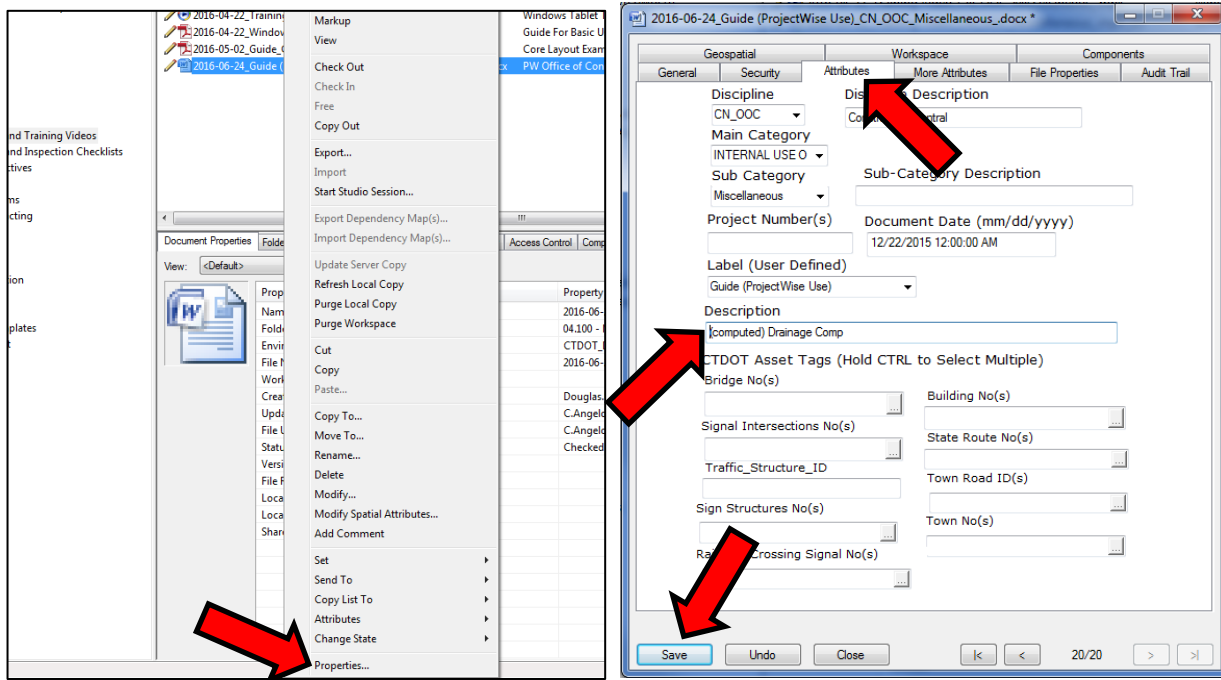 2016-04-22_Training
2016-04-22_Window
2016-05-02_Guide_
2016-06-24_Guide (
Windows Tablet
Guide For Basic U
Core Layout Exam
cx PW Office of Con
nd Training Videos
nd Inspection Checklists
ctives
ms
cting
ion
plates
t
Markup
View
Check Out
Check In
Free
Copy Out
Export...
Import
Start Studio Session...
Export Dependency Map(s)...
Import Dependency Map(s)...
Update Server Copy
Refresh Local Copy
Purge Local Copy
Purge Workspace
Cut
Copy
Paste...
Copy To...
Move To...
Rename...
Delete
Modify...
Modify Spatial Attributes...
Add Comment
Set
Send To
Copy List To
Attributes
Change State
Properties...
Document Properties Folde
Access Control Comp
View: <Default>
Prop
Nam
Folde
Envir
File N
Work
Crea
Upda
File U
Statu
Versi
File R
Loca
Loca
Share
Property
2016-06-
04.100 -
CTDOT_
2016-06-
Douglas.
C.Angelo
C.Angelo
Checked
2016-06-24_Guide (ProjectWise Use)_CN_OOC_Miscellaneous_.docx *
Geospatial Workspace Components
General Security Attributes More Attributes File Properties Audit Trail
Discipline
Description
CN_OOC
Main Category
INTERNAL USE O
Sub Category Sub-Category Description
Miscellaneous
Project Number(s) Document Date (mm/dd/yyyy)
12/22/2015 12:00:00 AM
Label (User Defined)
Guide (ProjectWise Use)
Description
(computed) Drainage Comp
CTDOT Asset Tags (Hold CTRL to Select Multiple)
Bridge No(s)
Building No(s)
Signal Intersections No(s)
State Route No(s)
Traffic_Structure_ID
Town Road ID(s)
Sign Structures No(s)
Town No(s)
Crossing Signal No(s)
Save Undo Close |< < 20/20 > >|